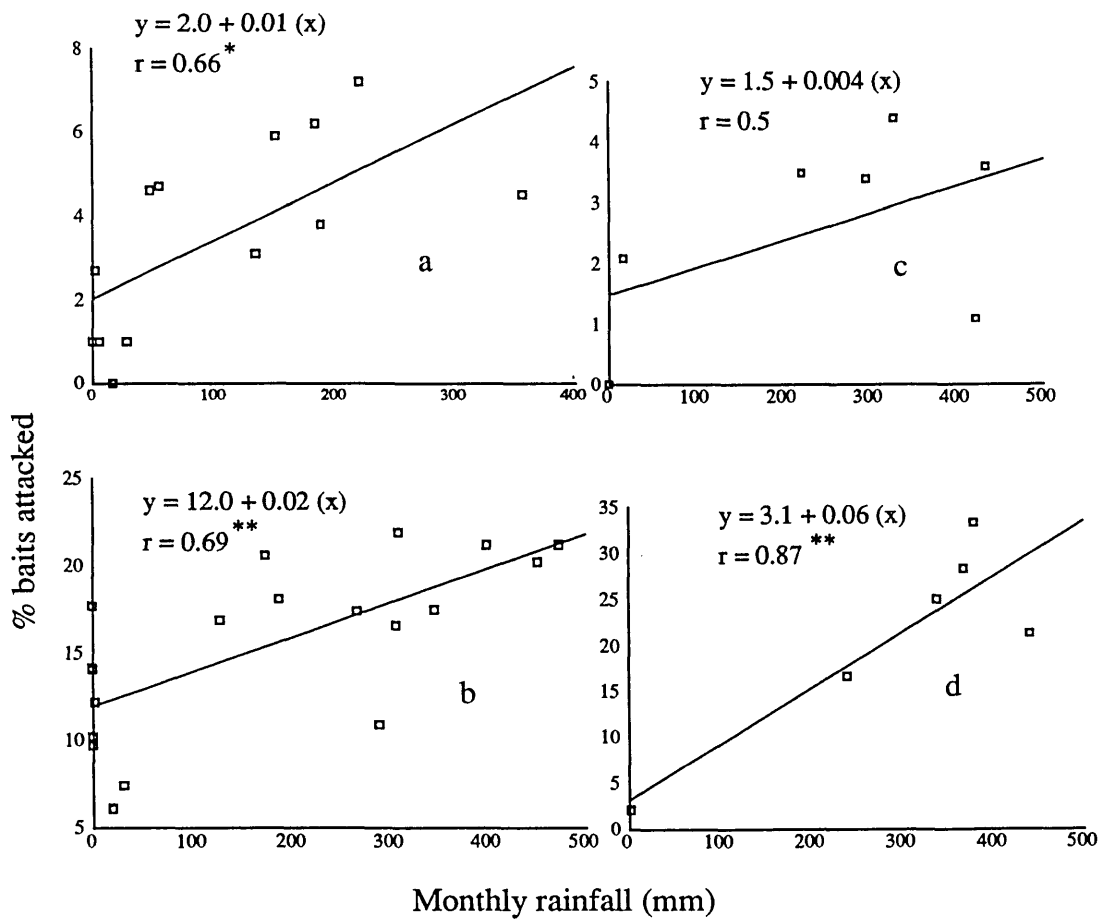 y = 2.0 + 0.01 (x)
r = 0.66*
8
6
4
2
0
0 100 200 300 400
a
y = 1.5 + 0.004 (x)
r = 0.5
5
4
3
2
1
0
0 100 200 300 400 500
c
% baits attacked
y = 12.0 + 0.02 (x)
r = 0.69**
25
20
15
10
5
0 100 200 300 400 500
b
y = 3.1 + 0.06 (x)
r = 0.87 **
35
30
25
20
15
10
5
0
0 100 200 300 400 500
d
Monthly rainfall (mm)